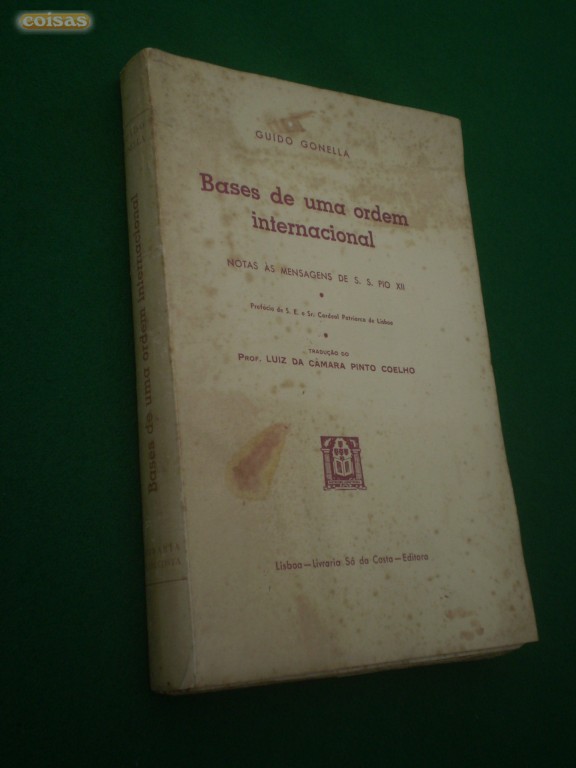 coisas
GUIDO GONELLA
Bases de uma ordem
internacional
NOTAS ÀS MENSAGENS DE S. S. PIO XII
Prefácio de S. E. o Sr. Cardeal Patriarca de Lisboa
TRADUÇÃO DO
PROF. LUIZ DA CÂMARA PINTO COELHO
Lisboa — Livraria Sá da Costa — Editora
Bases de uma ordem internacional